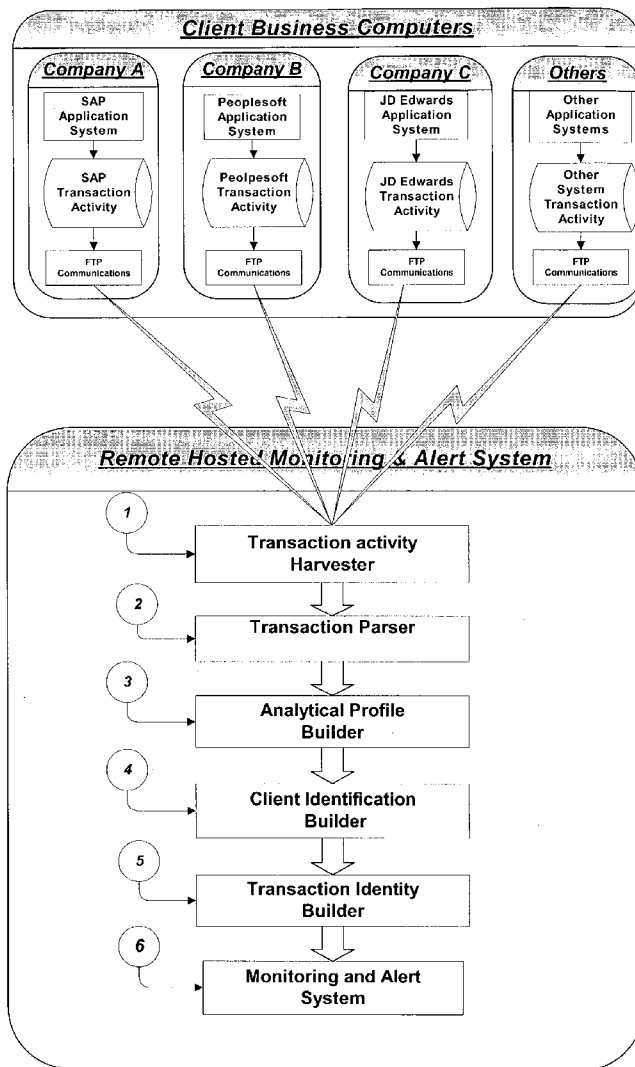 Client Business Computers
Company A
SAP
Application
System
SAP
Transaction
Activity
FTP
Communications
Company B
Peoplesoft
Application
System
Peolpesoft
Transaction
Activity
FTP
Communications
Company C
JD Edwards
Application
System
JD Edwards
Transaction
Activity
FTP
Communications
Others
Other
Application
Systems
Other
System
Transaction
Activity
FTP
Communications
Remote Hosted Monitoring & Alert System
1
Transaction activity
Harvester
2
Transaction Parser
3
Analytical Profile
Builder
4
Client Identification
Builder
5
Transaction Identity
Builder
6
Monitoring and Alert
System